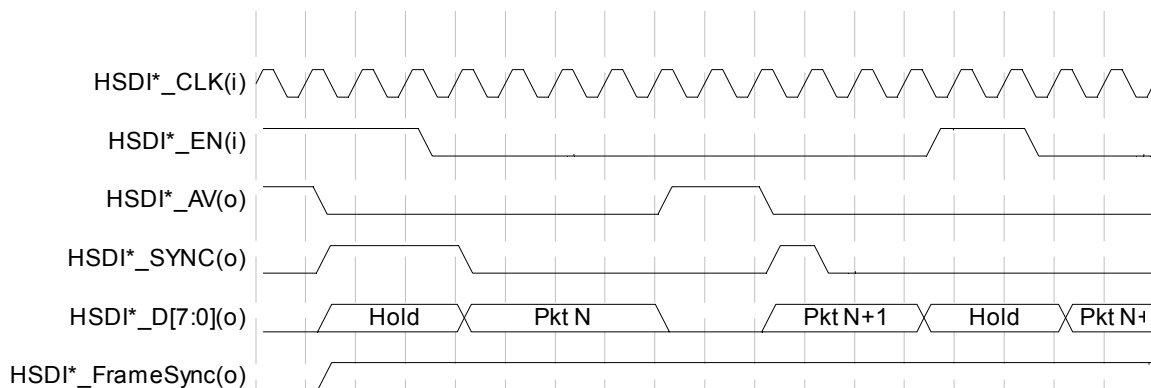 HSDI*_CLK(i)
HSDI*_EN(i)
HSDI*_AV(o)
HSDI*_SYNC(o)
HSDI*_D[7:0](o) Hold Pkt N Pkt N+1 Hold Pkt N+
HSDI*_FrameSync(o)